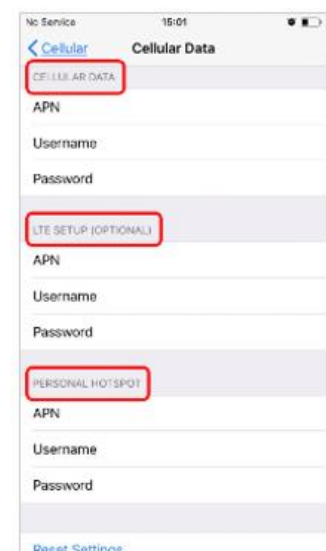 No Service 15:01
Cellular Cellular Data
CELLULAR DATA
APN
Username
Password
LTE SETUP (OPTIONAL)
APN
Username
Password
PERSONAL HOTSPOT
APN
Username
Password
Reset Settings